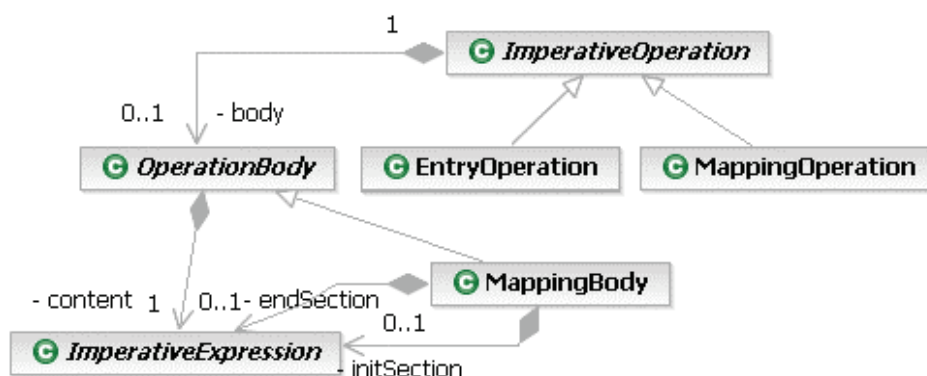 1
C ImperativeOperation
0..1 - body
C OperationBody
C EntryOperation
C MappingOperation
C MappingBody
- content 1 0..1 - endSection
0..1
C ImperativeExpression
- initSection